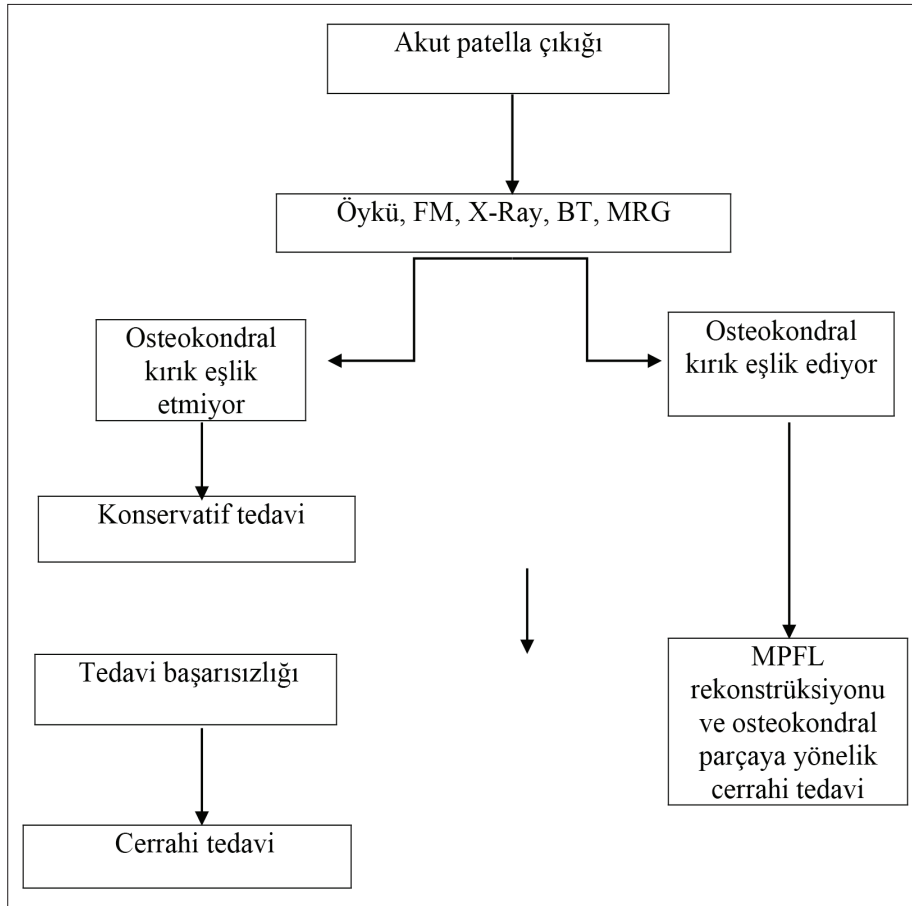 Akut patella çıkığı
Öykü, FM, X-Ray, BT, MRG
Osteokondral
kırık eşlik
etmiyor
Osteokondral
kırık eşlik ediyor
Konservatif tedavi
Tedavi başarısızlığı
MPFL
rekonstrüksiyonu
ve osteokondral
parçaya yönelik
cerrahi tedavi
Cerrahi tedavi